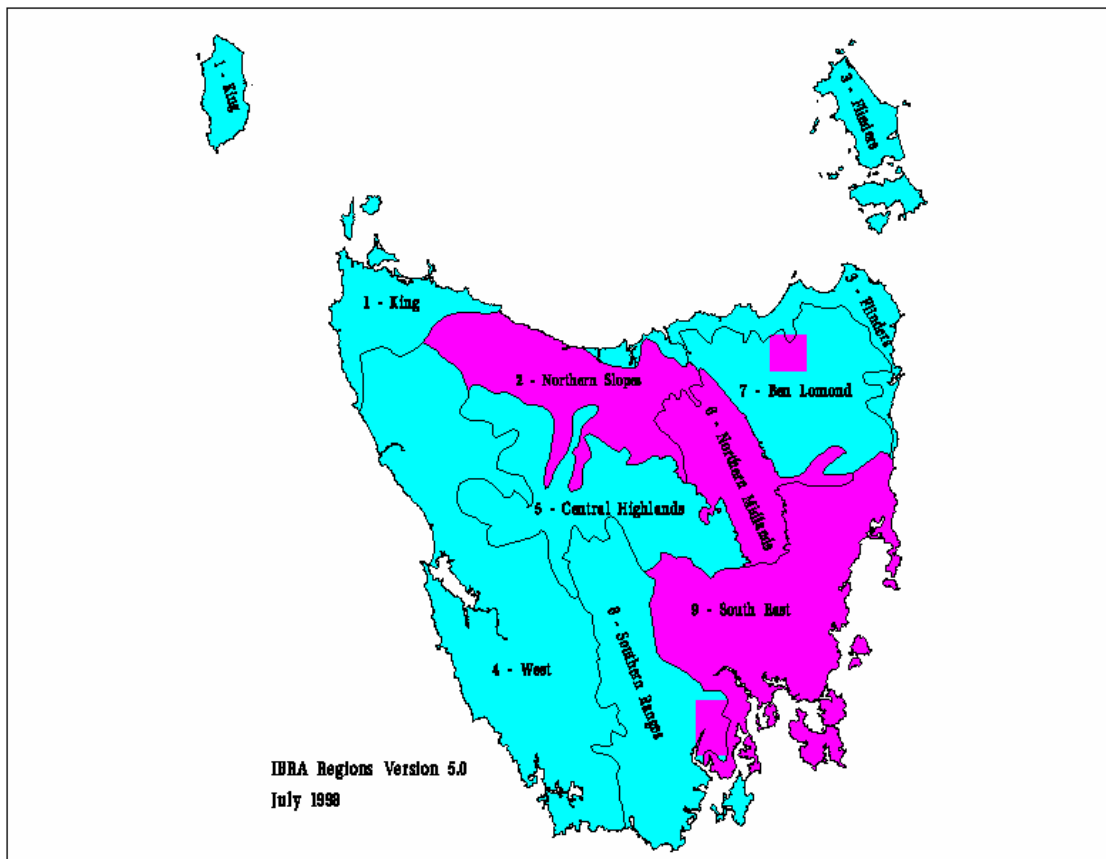 1 - King
3 - Flinders
1 - King
3 - Flinders
2 - Northern Slopes
7 - Ben Lomond
6 - Northern Midlands
5 - Central Highlands
9 - South East
8 - Southern Ranges
4 - West
IBRA Regions Version 5.0
July 1998